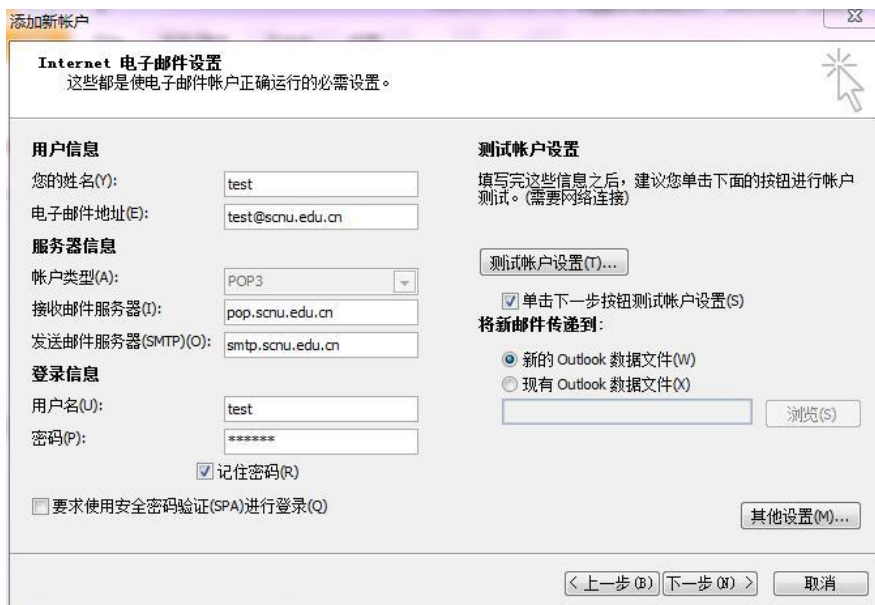 添加新帐户
Internet 电子邮件设置
这些都是使电子邮件帐户正确运行的必需设置。
用户信息
您的姓名(Y):
test
电子邮件地址(E):
test@scnu.edu.cn
服务器信息
帐户类型(A):
POP3
接收邮件服务器(I):
pop.scnu.edu.cn
发送邮件服务器(SMTP)(O):
smtp.scnu.edu.cn
登录信息
用户名(U):
test
密码(P):
******
记住密码(R)
要求使用安全密码验证(SPA)进行登录(Q)
测试帐户设置
填写完这些信息之后，建议您单击下面的按钮进行帐户
测试。(需要网络连接)
测试帐户设置(T)...
单击下一步按钮测试帐户设置(S)
将新邮件传递到:
新的 Outlook 数据文件(W)
现有 Outlook 数据文件(X)
浏览(S)
其他设置(M)...
< 上一步(B)
下一步(N) >
取消